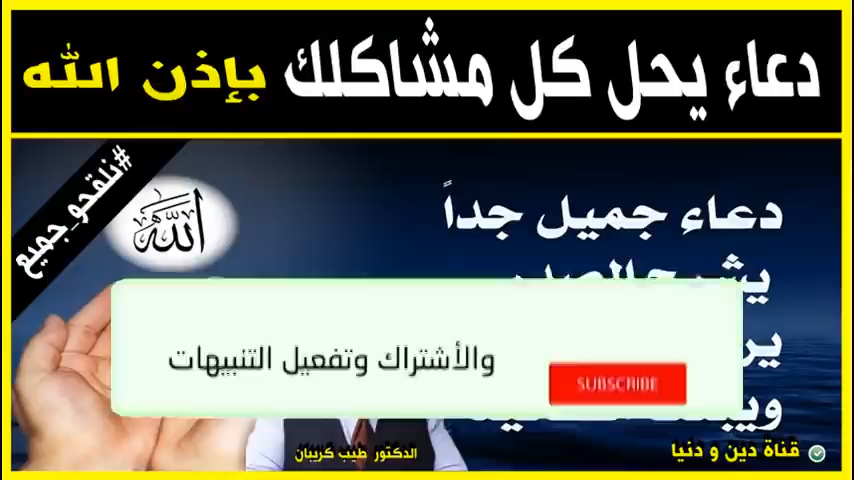 دعاء يحل كل مشاكلك بإذن الله
#نلقحو_جميع
الله
دعاء جميل جداً
والأشتراك وتفعيل التنبيهات
SUBSCRIBE
الدكتور طيب كريبان
قناة دين و دنيا